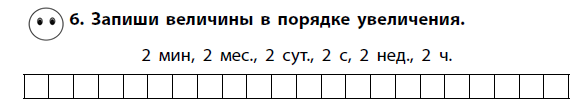 6. Запиши величины в порядке увеличения.
2 мин, 2 мес., 2 сут., 2 с, 2 нед., 2 ч.